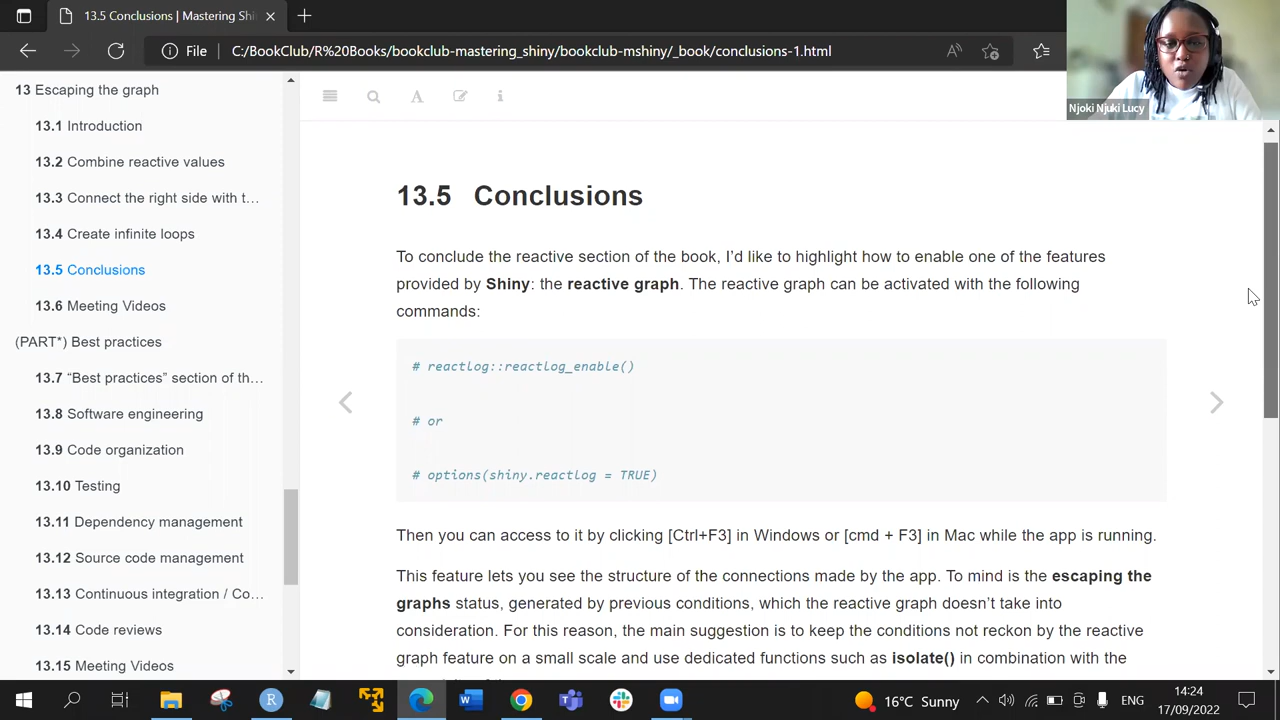 13.5 Conclusions | Mastering Shi
File
C:/BookClub/R%20Books/bookclub-mastering_shiny/bookclub-mshiny/_book/conclusions-1.html
Njoki Njuki Lucy
13 Escaping the graph
13.1 Introduction
13.2 Combine reactive values
13.3 Connect the right side with t…
13.4 Create infinite loops
13.5 Conclusions
13.6 Meeting Videos
(PART*) Best practices
13.7 “Best practices” section of th…
13.8 Software engineering
13.9 Code organization
13.10 Testing
13.11 Dependency management
13.12 Source code management
13.13 Continuous integration / Co…
13.14 Code reviews
13.15 Meeting Videos
13.5 Conclusions
To conclude the reactive section of the book, I’d like to highlight how to enable one of the features
provided by Shiny: the reactive graph. The reactive graph can be activated with the following
commands:
# reactlog::reactlog_enable()
# or
# options(shiny.reactlog = TRUE)
Then you can access to it by clicking [Ctrl+F3] in Windows or [cmd + F3] in Mac while the app is running.
This feature lets you see the structure of the connections made by the app. To mind is the escaping the
graphs status, generated by previous conditions, which the reactive graph doesn’t take into
consideration. For this reason, the main suggestion is to keep the conditions not reckon by the reactive
graph feature on a small scale and use dedicated functions such as isolate() in combination with the
16°C Sunny
ENG
14:24
17/09/2022